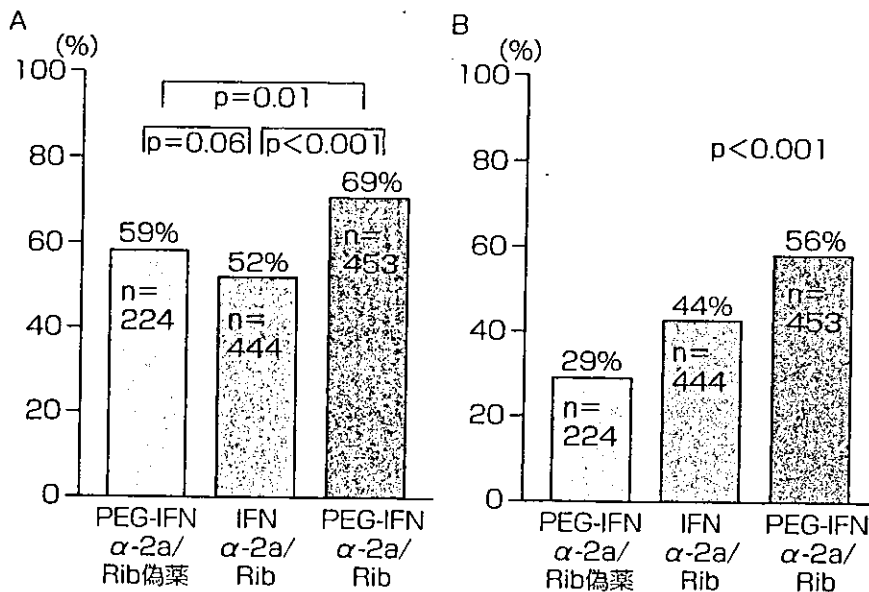 A
(%)
100
80
60
40
20
0
p=0.01
p=0.06
p<0.001
59%
52%
69%
n=
224
n=
444
n=
453
PEG-IFN
α-2a/
Rib偽薬
IFN
α-2a/
Rib
PEG-IFN
α-2a/
Rib
B
(%)
100
80
60
40
20
0
p<0.001
29%
44%
56%
n=
224
n=
444
n=
453
PEG-IFN
α-2a/
Rib偽薬
IFN
α-2a/
Rib
PEG-IFN
α-2a/
Rib